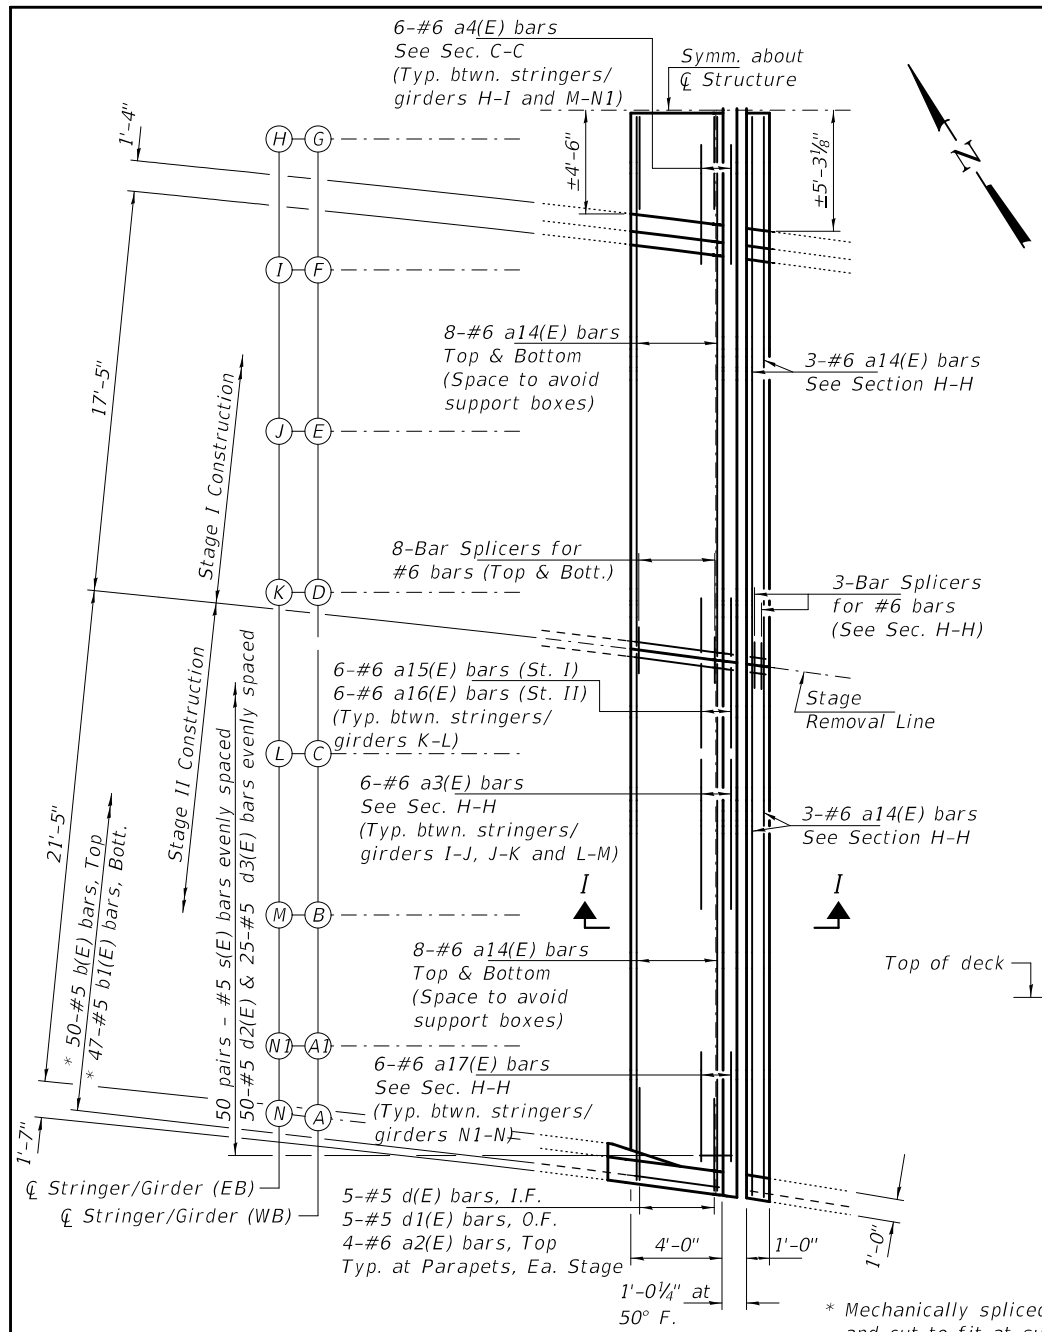 6-#6 a4(E) bars
See Sec. C-C
(Typ. btwn. stringers/
girders H-I and M-N1)
Symm. about
℄ Structure
N
1'-4"
H
G
±4'-6"
±5'-3⅛"
I
F
8-#6 a14(E) bars
Top & Bottom
(Space to avoid
support boxes)
3-#6 a14(E) bars
See Section H-H
17'-5"
Stage I Construction
J
E
8-Bar Splicers for
#6 bars (Top & Bott.)
3-Bar Splicers
for #6 bars
(See Sec. H-H)
K
D
6-#6 a15(E) bars (St. I)
6-#6 a16(E) bars (St. II)
(Typ. btwn. stringers/
girders K-L)
Stage
Removal Line
L
C
Stage II Construction
21'-5"
6-#6 a3(E) bars
See Sec. H-H
(Typ. btwn. stringers/
girders I-J, J-K and L-M)
3-#6 a14(E) bars
See Section H-H
* 50-#5 b(E) bars, Top
* 47-#5 b1(E) bars, Bott.
50 pairs - #5 s(E) bars evenly spaced
50-#5 d2(E) & 25-#5 d3(E) bars evenly spaced
I
I
M
B
8-#6 a14(E) bars
Top & Bottom
(Space to avoid
support boxes)
Top of deck
N1
A1
6-#6 a17(E) bars
See Sec. H-H
(Typ. btwn. stringers/
girders N1-N)
N
A
1'-7"
℄ Stringer/Girder (EB)
℄ Stringer/Girder (WB)
5-#5 d(E) bars, I.F.
5-#5 d1(E) bars, O.F.
4-#6 a2(E) bars, Top
Typ. at Parapets, Ea. Stage
4'-0"
1'-0"
1'-0"
1'-0¼" at
50° F.
* Mechanically spliced